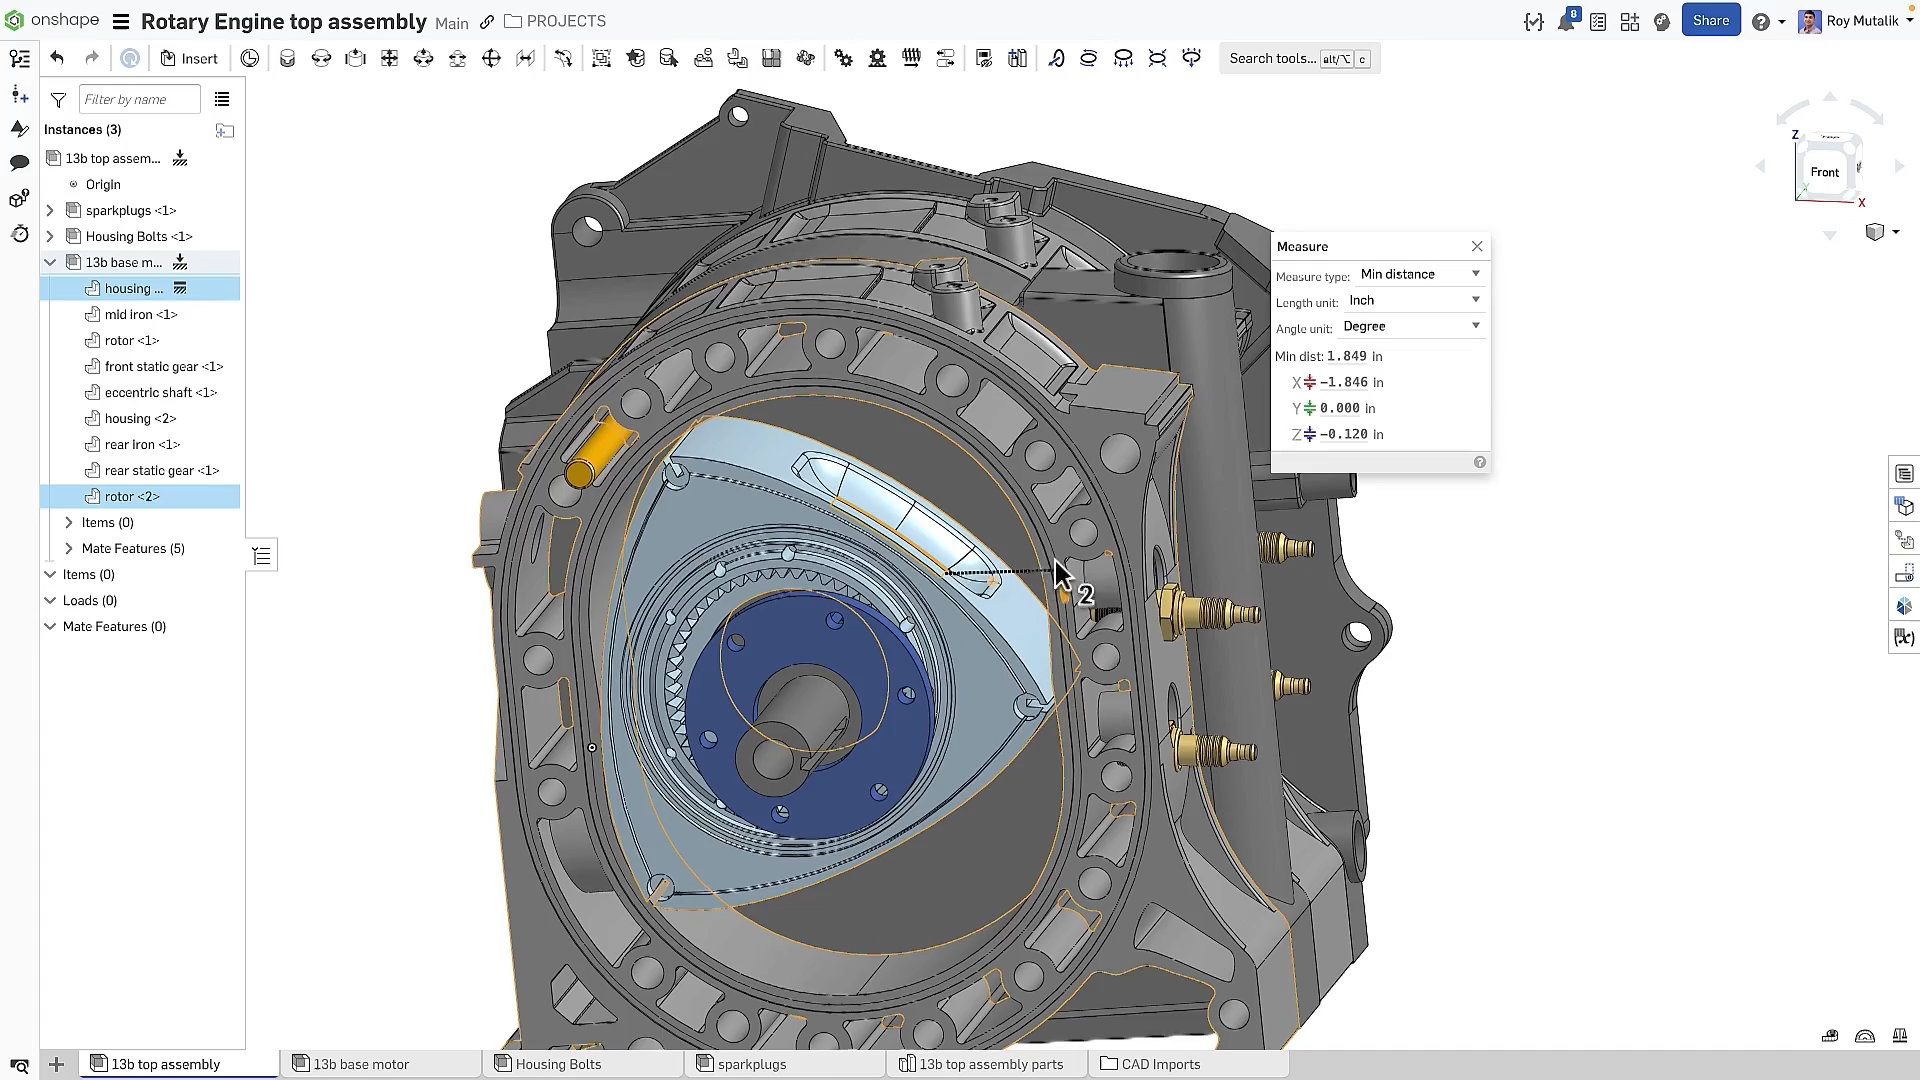 onshape Rotary Engine top assembly Main PROJECTS 8 Share Roy Mutalik
Insert Search tools... alt/⌥ c
Filter by name
Instances (3)
13b top assem...
Origin
sparkplugs <1>
Housing Bolts <1>
13b base m...
housing ...
mid iron <1>
rotor <1>
front static gear <1>
eccentric shaft <1>
housing <2>
rear iron <1>
rear static gear <1>
rotor <2>
Items (0)
Mate Features (5)
Items (0)
Loads (0)
Mate Features (0)
Measure
Measure type: Min distance
Length unit: Inch
Angle unit: Degree
Min dist: 1.849 in
X -1.846 in
Y 0.000 in
Z -0.120 in
2
Top
Z
Front
X
(x)
13b top assembly 13b base motor Housing Bolts sparkplugs 13b top assembly parts CAD Imports